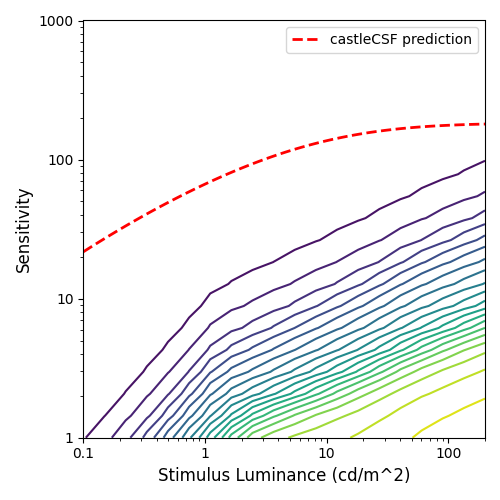 1000
castleCSF prediction
100
Sensitivity
10
1
0.1 1 10 100
Stimulus Luminance (cd/m^2)